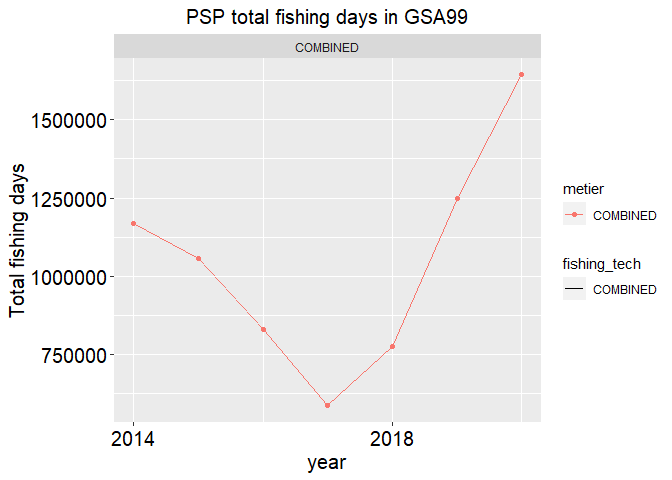 PSP total fishing days in GSA99
COMBINED
Total fishing days
1500000
1250000
1000000
750000
2014
2018
year
metier
COMBINED
fishing_tech
COMBINED